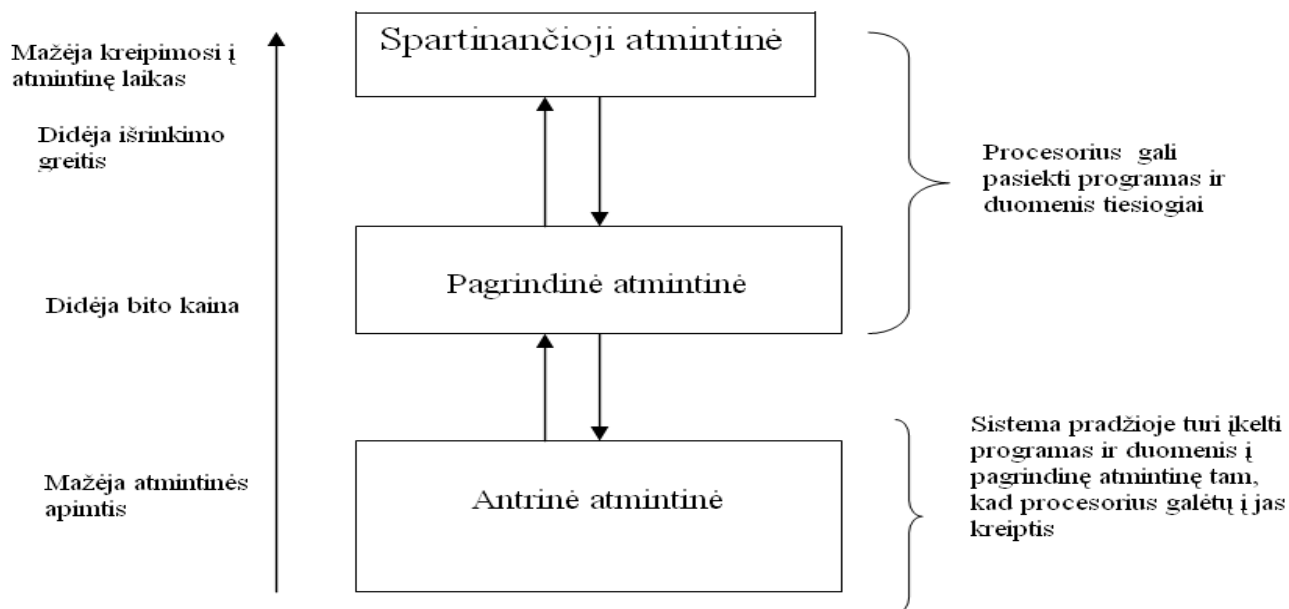 Spartinančioji atmintinė
Mažėja kreipimosi į
atmintinę laikas
Didėja išrinkimo
greitis
Procesorius gali
pasiekti programas ir
duomenis tiesiogiai
Pagrindinė atmintinė
Didėja bito kaina
Sistema pradžioje turi įkelti
programas ir duomenis į
pagrindinę atmintinę tam,
kad procesorius galėtų į jas
kreiptis
Mažėja atmintinės
apimtis
Antrinė atmintinė